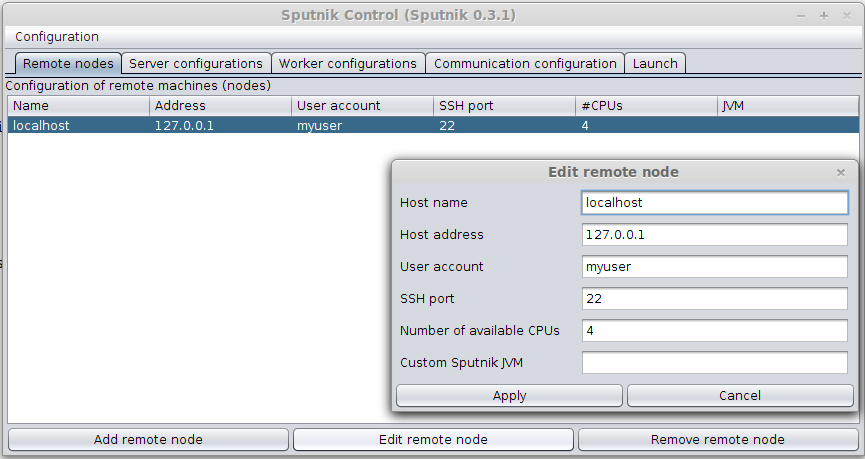 Sputnik Control (Sputnik 0.3.1)
Configuration
Remote nodes Server configurations Worker configurations Communication configuration Launch
Configuration of remote machines (nodes)
Name Address User account SSH port #CPUs JVM
localhost 127.0.0.1 myuser 22 4
Edit remote node
Host name localhost
Host address 127.0.0.1
User account myuser
SSH port 22
Number of available CPUs 4
Custom Sputnik JVM
Apply Cancel
Add remote node Edit remote node Remove remote node